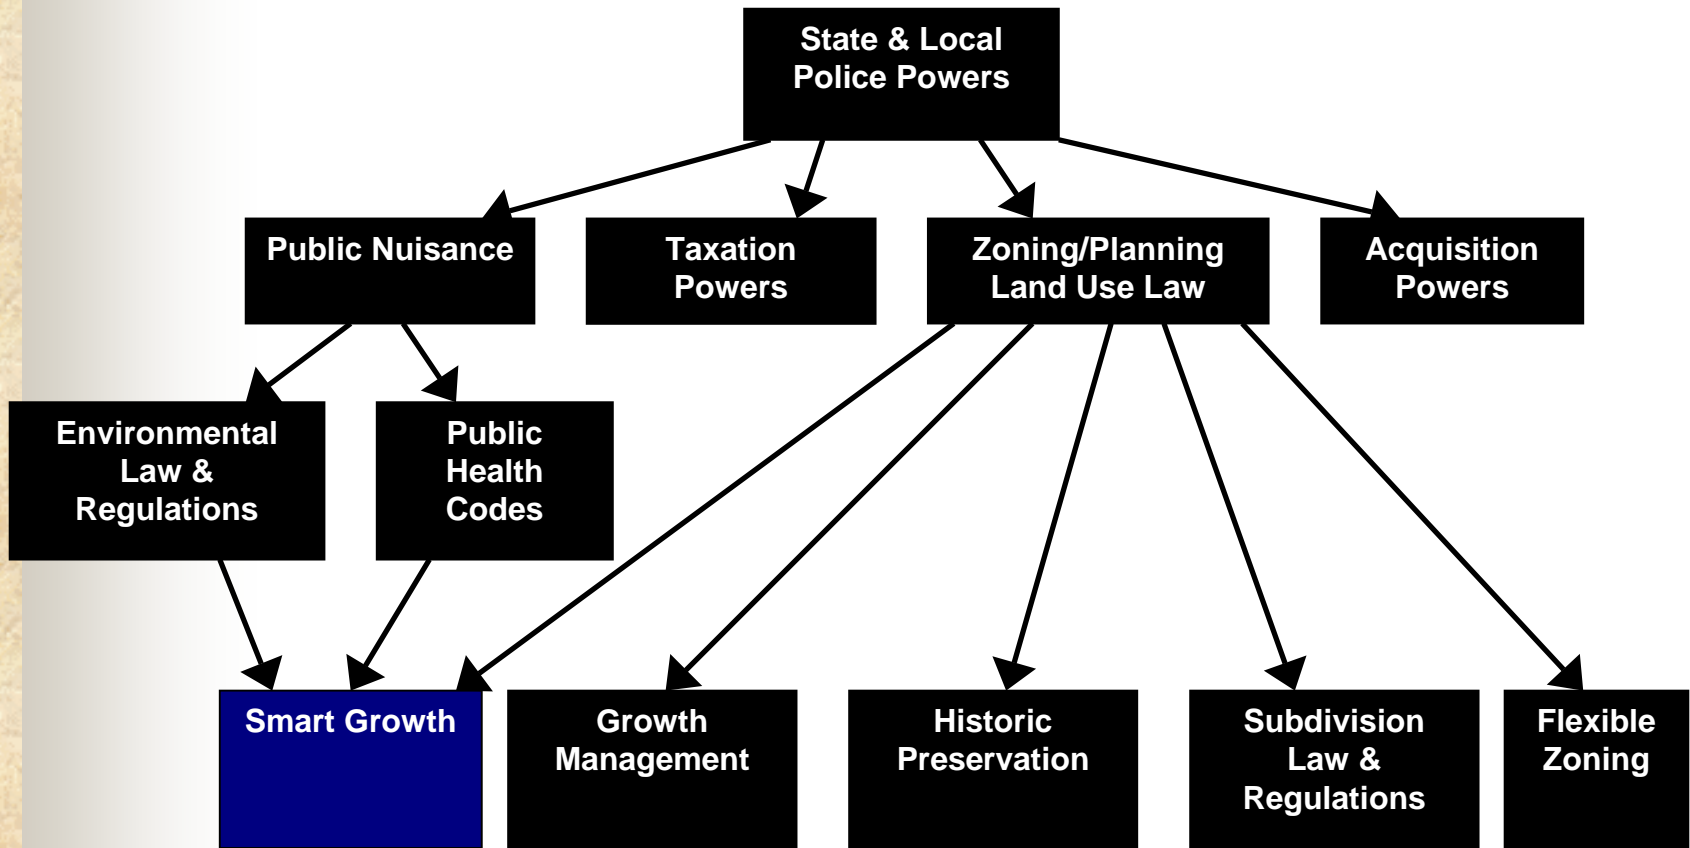 State & Local
Police Powers
Public Nuisance
Taxation
Powers
Zoning/Planning
Land Use Law
Acquisition
Powers
Environmental
Law &
Regulations
Public
Health
Codes
Smart Growth
Growth
Management
Historic
Preservation
Subdivision
Law &
Regulations
Flexible
Zoning